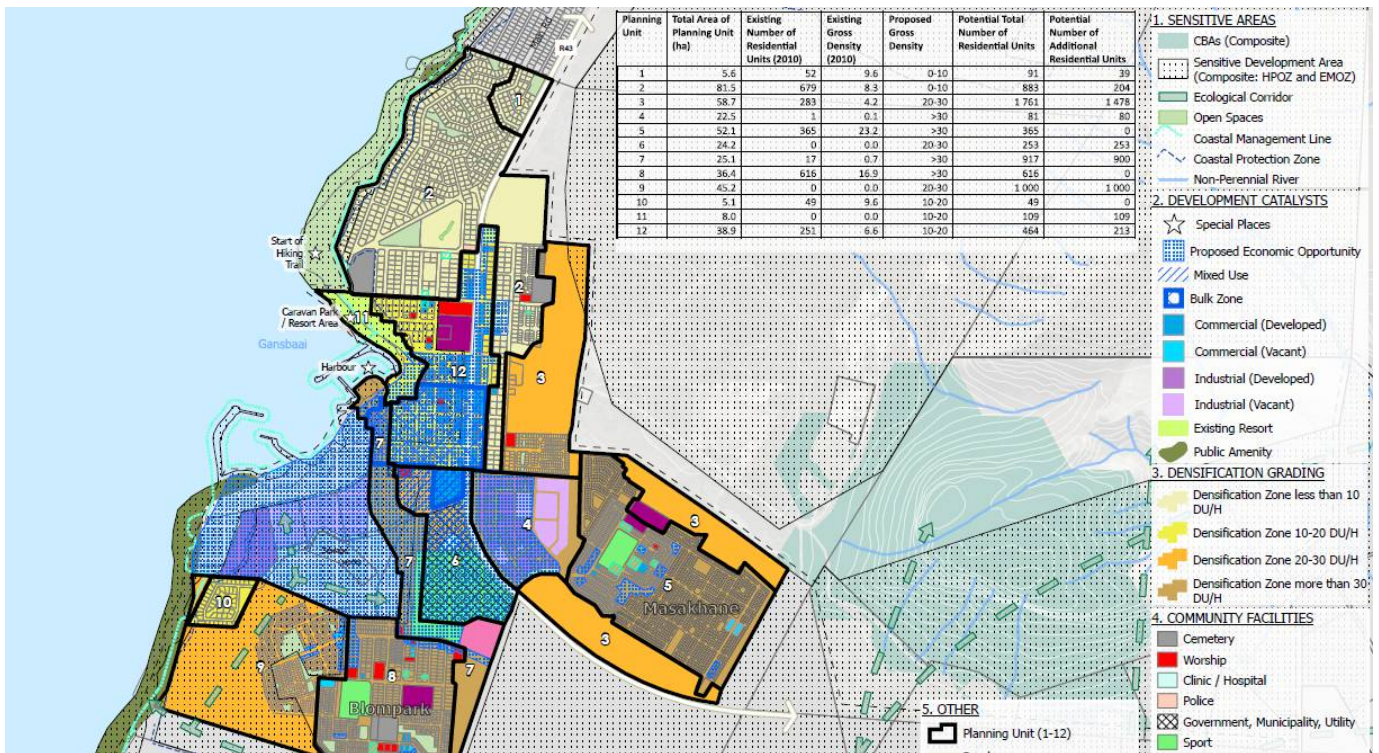 Main Rd
R43
Planning Unit | Total Area of Planning Unit (ha) | Existing Number of Residential Units (2010) | Existing Gross Density (2010) | Proposed Gross Density | Potential Total Number of Residential Units | Potential Number of Additional Residential Units
1 5.6 52 9.6 0-10 91 39
2 81.5 679 8.3 0-10 883 204
3 58.7 283 4.2 20-30 1 761 1 478
4 22.5 1 0.1 >30 81 80
5 52.1 365 23.2 >30 365 0
6 24.2 0 0.0 20-30 253 253
7 25.1 17 0.7 >30 917 900
8 36.4 616 16.9 >30 616 0
9 45.2 0 0.0 20-30 1 000 1 000
10 5.1 49 9.6 10-20 49 0
11 8.0 0 0.0 10-20 109 109
12 38.9 251 6.6 10-20 464 213
1
2
Start of
Hiking
Trail
2
Caravan Park
/ Resort Area
11
Gansbaai
Harbour
12
3
7
3
4
7
6
5
Masakhane
10
3
9
8
7
Blompark
1. SENSITIVE AREAS
CBAs (Composite)
Sensitive Development Area
(Composite: HPOZ and EMOZ)
Ecological Corridor
Open Spaces
Coastal Management Line
Coastal Protection Zone
Non-Perennial River
2. DEVELOPMENT CATALYSTS
Special Places
Proposed Economic Opportunity
Mixed Use
Bulk Zone
Commercial (Developed)
Commercial (Vacant)
Industrial (Developed)
Industrial (Vacant)
Existing Resort
Public Amenity
3. DENSIFICATION GRADING
Densification Zone less than 10
DU/H
Densification Zone 10-20 DU/H
Densification Zone 20-30 DU/H
Densification Zone more than 30
DU/H
4. COMMUNITY FACILITIES
Cemetery
Worship
Clinic / Hospital
Police
Government, Municipality, Utility
Sport
5. OTHER
Planning Unit (1-12)